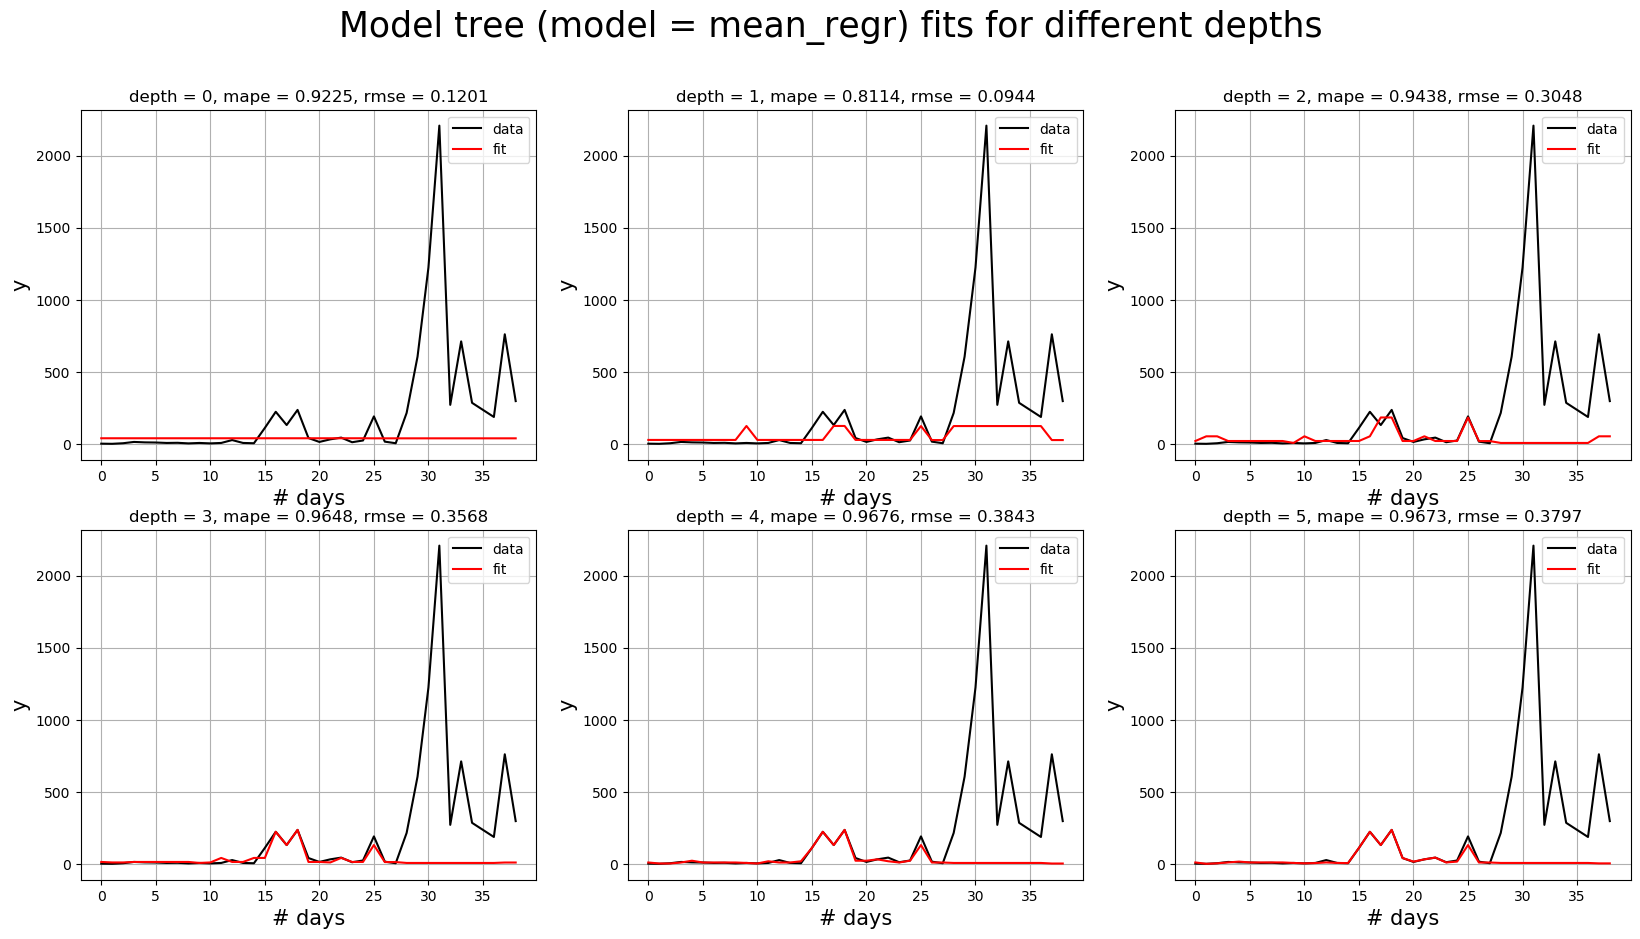 Model tree (model = mean_regr) fits for different depths
depth = 0, mape = 0.9225, rmse = 0.1201
data
fit
2000
1500
1000
500
0
y
0 5 10 15 20 25 30 35
# days
depth = 1, mape = 0.8114, rmse = 0.0944
data
fit
2000
1500
1000
500
0
y
0 5 10 15 20 25 30 35
# days
depth = 2, mape = 0.9438, rmse = 0.3048
data
fit
2000
1500
1000
500
0
y
0 5 10 15 20 25 30 35
# days
depth = 3, mape = 0.9648, rmse = 0.3568
data
fit
2000
1500
1000
500
0
y
0 5 10 15 20 25 30 35
# days
depth = 4, mape = 0.9676, rmse = 0.3843
data
fit
2000
1500
1000
500
0
y
0 5 10 15 20 25 30 35
# days
depth = 5, mape = 0.9673, rmse = 0.3797
data
fit
2000
1500
1000
500
0
y
0 5 10 15 20 25 30 35
# days